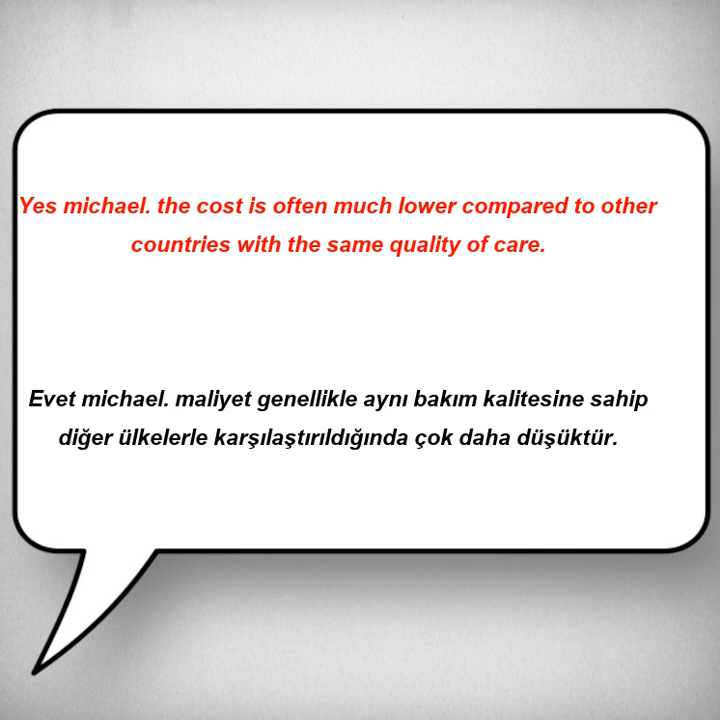 Yes michael. the cost is often much lower compared to other
countries with the same quality of care.
Evet michael. maliyet genellikle aynı bakım kalitesine sahip
diğer ülkelerle karşılaştırıldığında çok daha düşüktür.